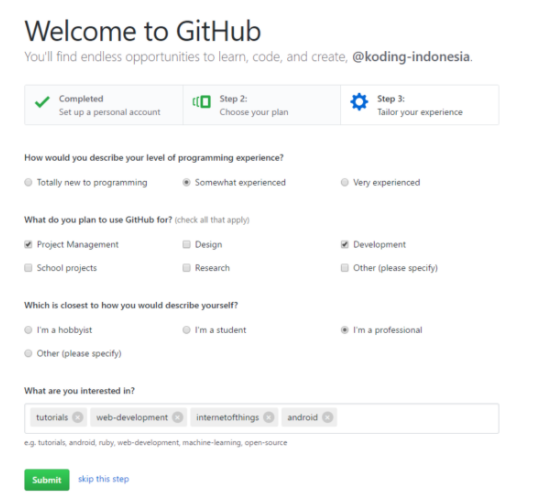 Welcome to GitHub
You'll find endless opportunities to learn, code, and create, @koding-indonesia.
Completed
Set up a personal account
Step 2:
Choose your plan
Step 3:
Tailor your experience
How would you describe your level of programming experience?
Totally new to programming Somewhat experienced Very experienced
What do you plan to use GitHub for? (check all that apply)
Project Management Design Development
School projects Research Other (please specify)
Which is closest to how you would describe yourself?
I'm a hobbyist I'm a student I'm a professional
Other (please specify)
What are you interested in?
tutorials web-development internetofthings android
e.g. tutorials, android, ruby, web-development, machine-learning, open-source
Submit skip this step